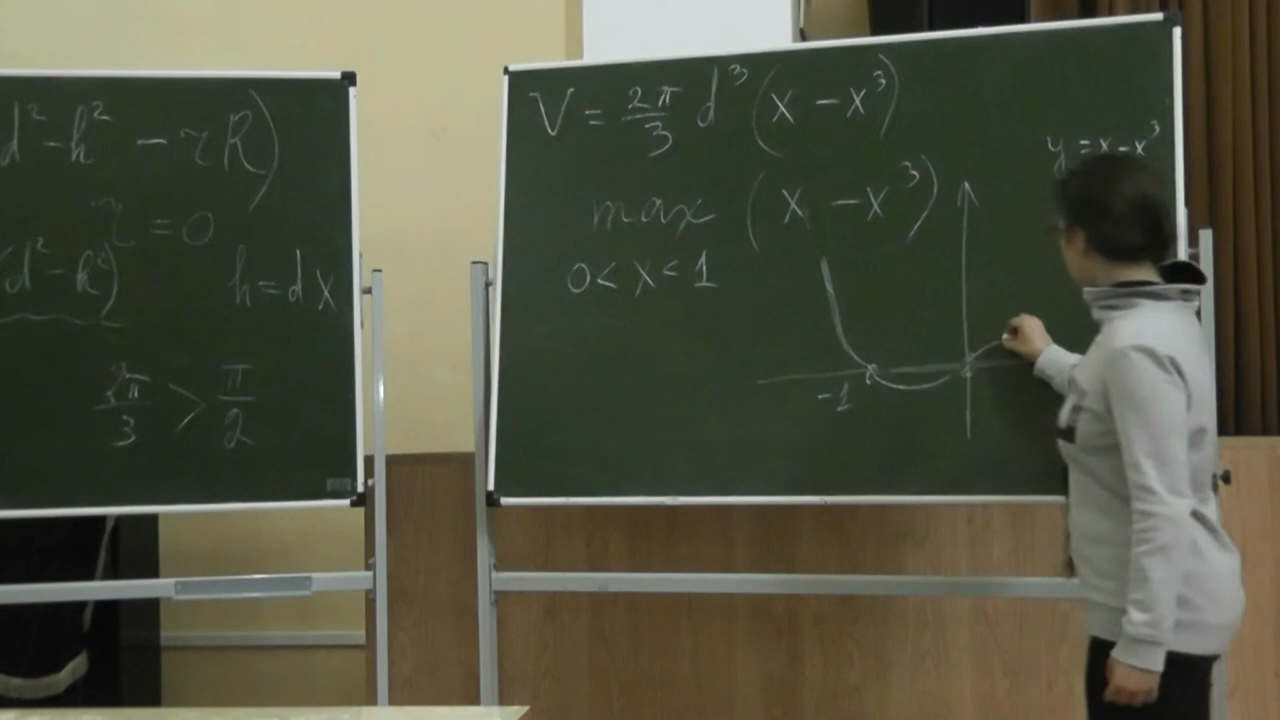 d² - h² - rR)
r = 0
(d² - h²)
h = dx
2π/3 > π/2
V = 2π/3 d³ (x - x³)
y = x - x³
max (x - x³)
0 < x < 1
-1